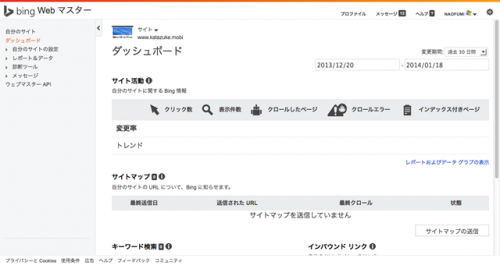 bing Web マスター
プロファイル メッセージ 12 ヘルプ 7 NAOFUMI
自分のサイト
ダッシュボード
自分のサイトの設定
レポート&データ
診断ツール
メッセージ
ウェブマスター API
サイト
www.katazuke.mobi
ダッシュボード
変更期間: 過去 30 日間
2013/12/20 - 2014/01/18
サイト活動
自分のサイトに関する Bing 情報
クリック数 表示件数 クロールしたページ クロールエラー インデックス付きページ
変更率
トレンド
レポートおよびデータ グラフの表示
サイトマップ 0
自分のサイトの URL について、Bing に知らせます。
最終送信日 送信された URL 最終クロール 状態
サイトマップを送信していません
サイトマップの送信
キーワード検索 0 インバウンド リンク
プライバシーと Cookies 使用条件 広告 ヘルプ フィードバック コミュニティ